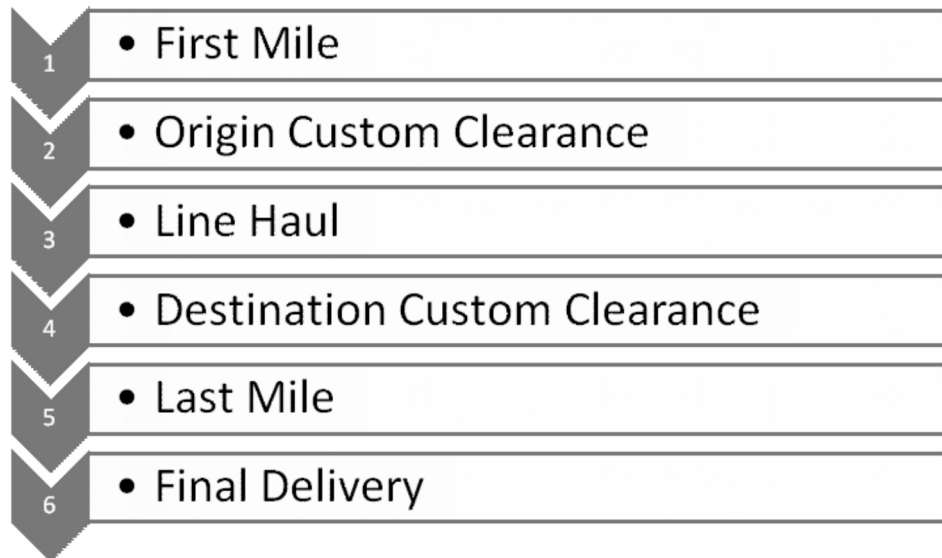 1 • First Mile
2 • Origin Custom Clearance
3 • Line Haul
4 • Destination Custom Clearance
5 • Last Mile
6 • Final Delivery